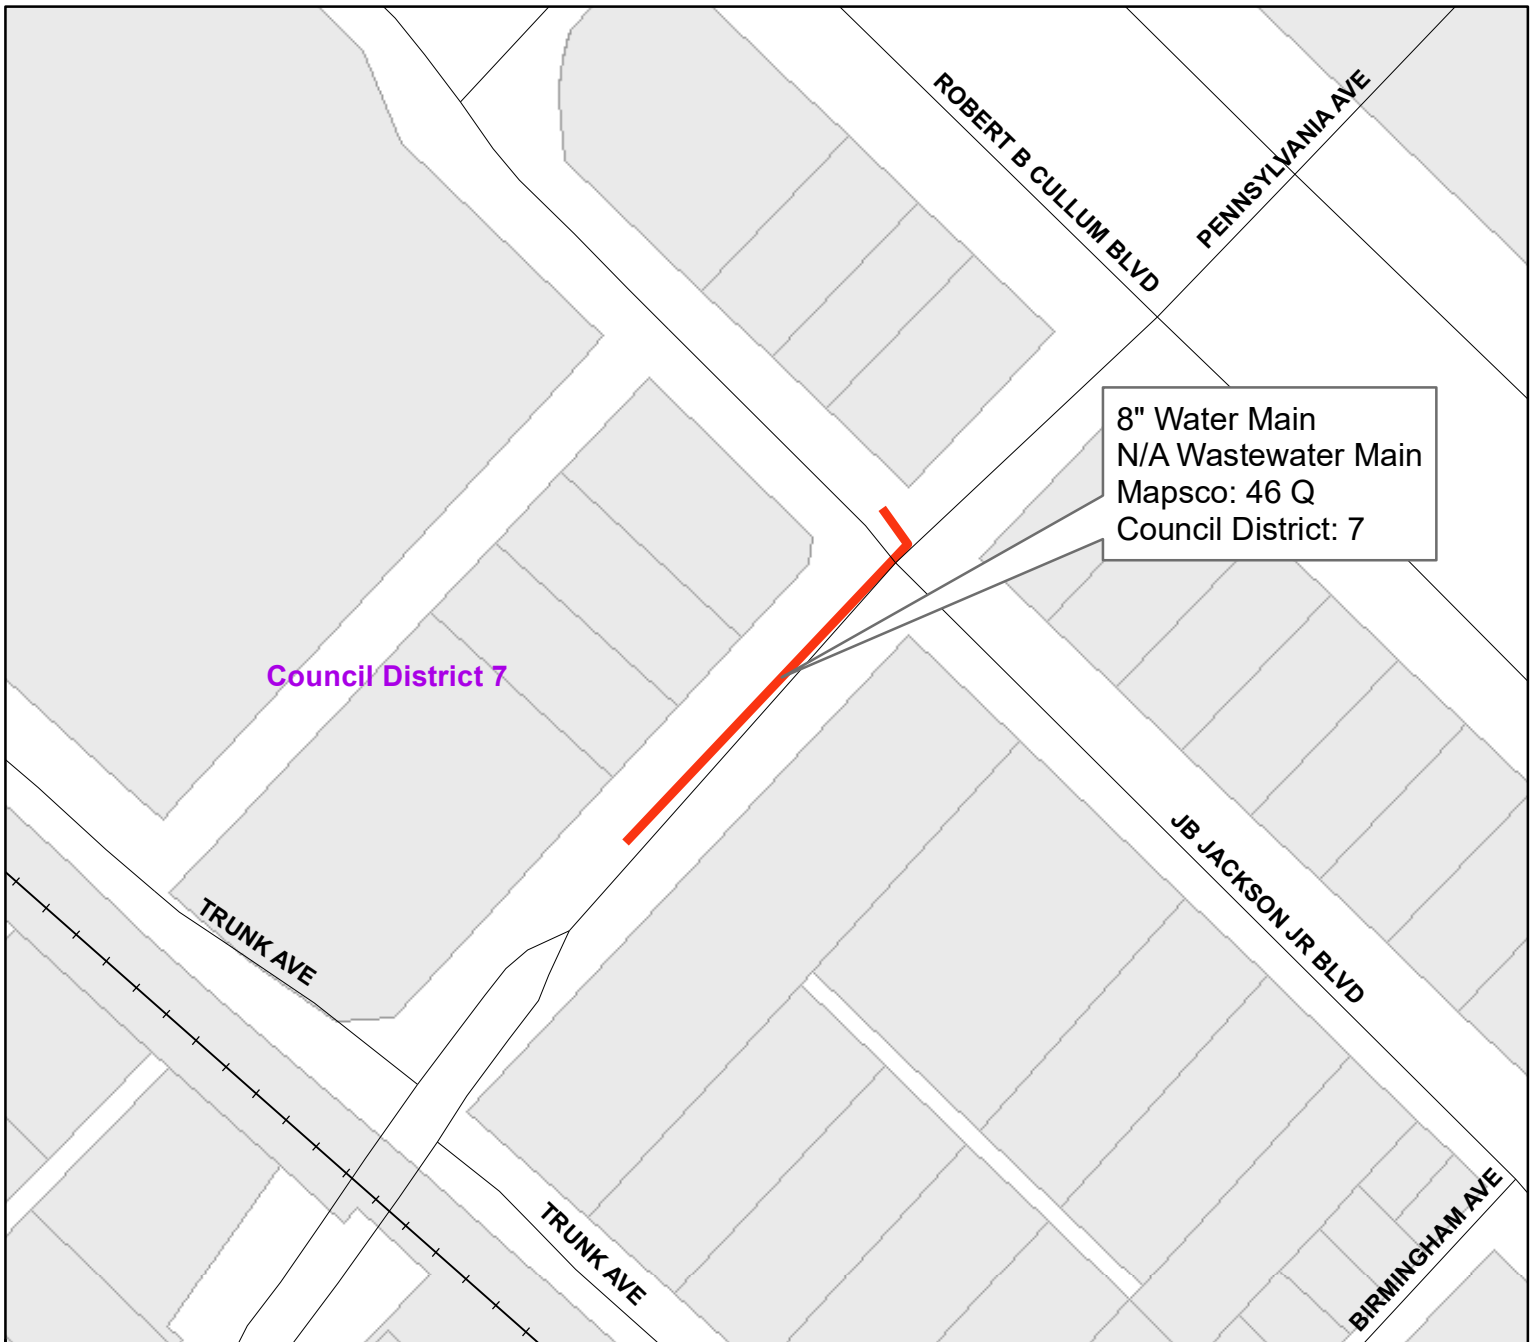 ROBERT B CULLUM BLVD
PENNSYLVANIA AVE
8" Water Main
N/A Wastewater Main
Mapsco: 46 Q
Council District: 7
Council District 7
JB JACKSON JR BLVD
TRUNK AVE
TRUNK AVE
BIRMINGHAM AVE